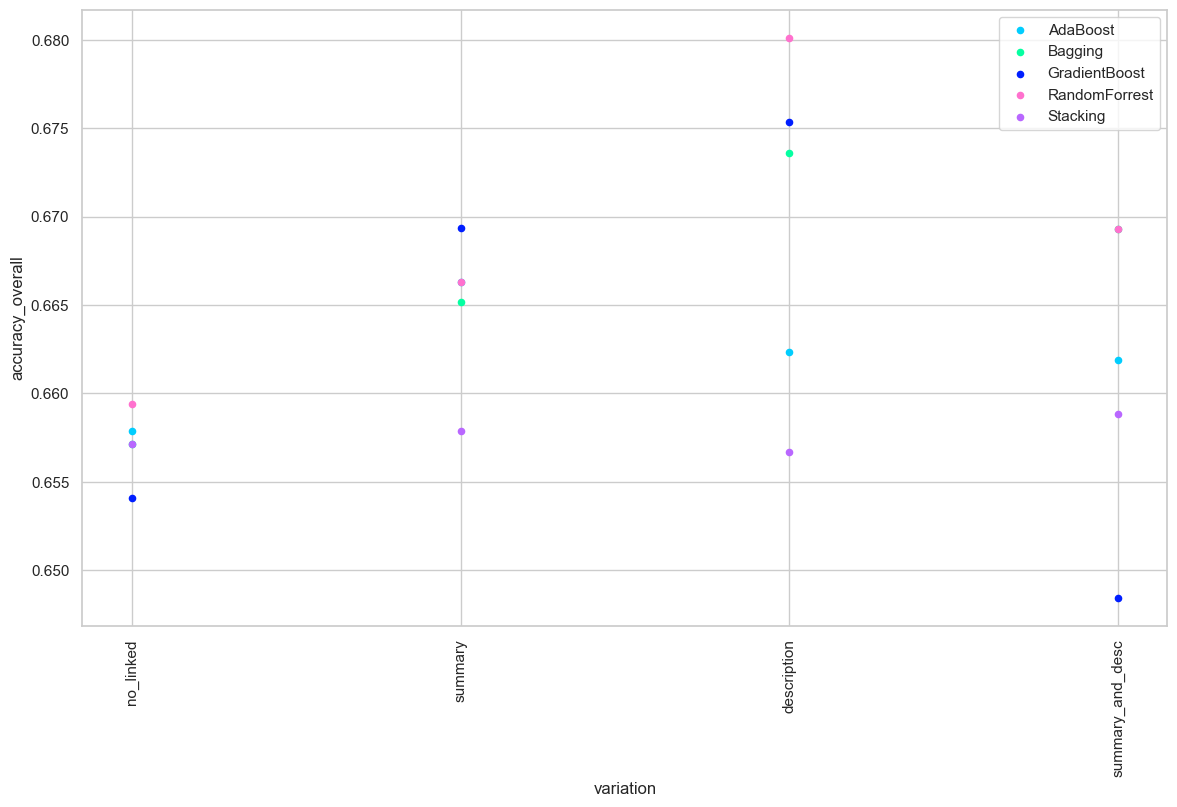 0.680
0.675
0.670
0.665
0.660
0.655
0.650
accuracy_overall
AdaBoost
Bagging
GradientBoost
RandomForrest
Stacking
no_linked
summary
description
summary_and_desc
variation